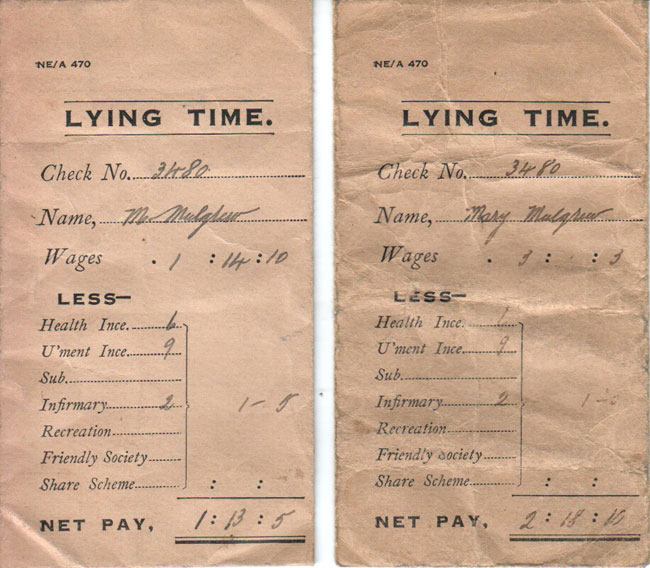 NE/A 470
LYING TIME.
Check No. 3480
Name, M. Mulgrew
Wages . 1 : 14 : 10
LESS—
Health Ince. 6
U'ment Ince. 9
Sub.
Infirmary 2 1 - 5
Recreation
Friendly Society
Share Scheme : :
NET PAY, 1 : 13 : 5
NE/A 470
LYING TIME.
Check No. 3480
Name, Mary Mulgrew
Wages . 3 : . : 3
LESS—
Health Ince.
U'ment Ince. 9
Sub.
Infirmary 2 1 -
Recreation
Friendly Society
Share Scheme : :
NET PAY, 2 : 18 : 10